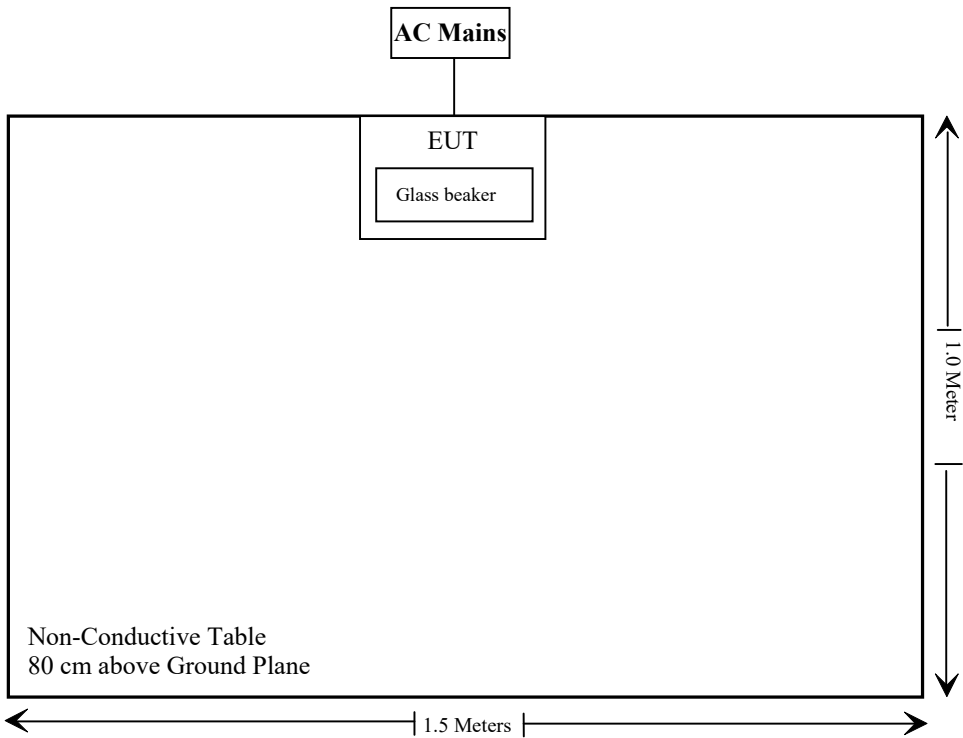 AC Mains
EUT
Glass beaker
1.0 Meter
Non-Conductive Table
80 cm above Ground Plane
1.5 Meters